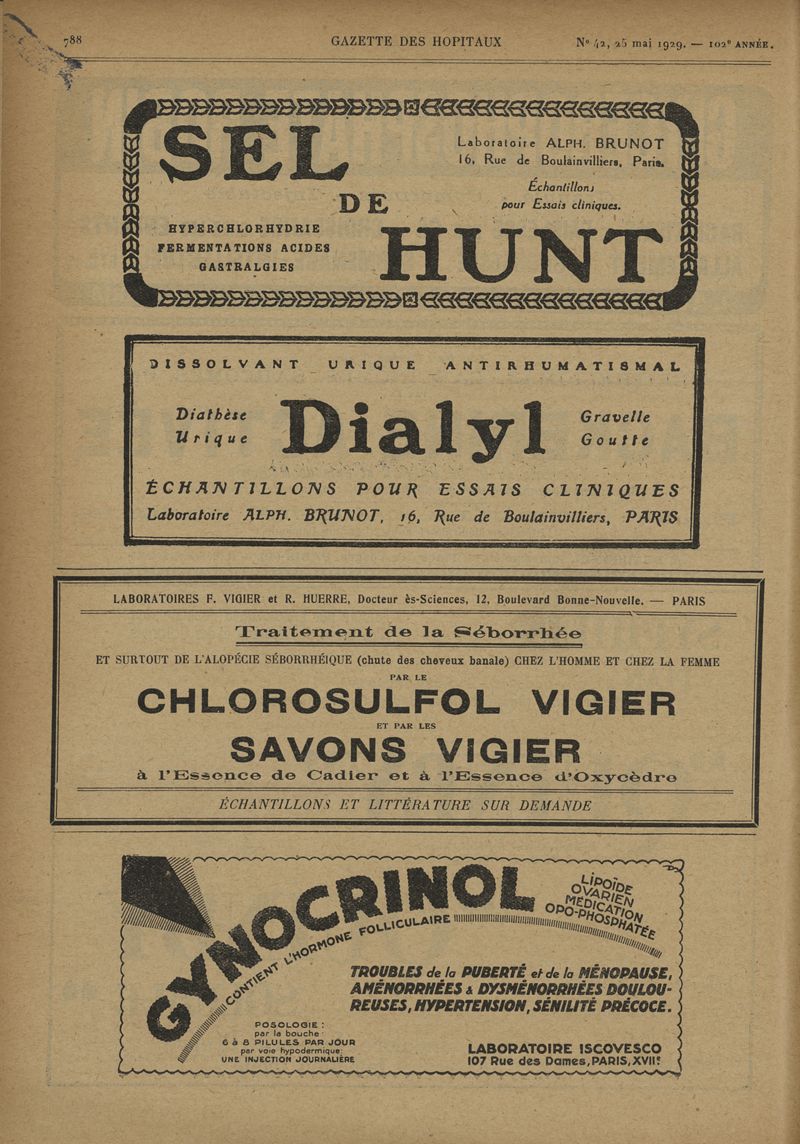 788
GAZETTE DES HOPITAUX
N° 42, 25 mai 1929. — 102e ANNÉE.
SEL
DE
HUNT
Laboratoire ALPH. BRUNOT
16, Rue de Boulainvilliers, Paris.
Échantillons
pour Essais cliniques.
HYPERCHLORHYDRIE
FERMENTATIONS ACIDES
GASTRALGIES
DISSOLVANT URIQUE ANTIRHUMATISMAL
Diathèse
Urique
Dialyl
Gravelle
Goutte
ÉCHANTILLONS POUR ESSAIS CLINIQUES
Laboratoire ALPH. BRUNOT, 16, Rue de Boulainvilliers, PARIS
LABORATOIRES F. VIGIER et R. HUERRE, Docteur ès-Sciences, 12, Boulevard Bonne-Nouvelle. — PARIS
Traitement de la Séborrhée
ET SURTOUT DE L'ALOPÉCIE SÉBORRHÉIQUE (chute des cheveux banale) CHEZ L'HOMME ET CHEZ LA FEMME
PAR LE
CHLOROSULFOL VIGIER
ET PAR LES
SAVONS VIGIER
à l'Essence de Cadier et à l'Essence d'Oxycèdre
ÉCHANTILLONS ET LITTÉRATURE SUR DEMANDE
GYNOCRINOL
CONTIENT L'HORMONE FOLLICULAIRE
LIPOÏDE
OVARIEN
MÉDICATION
OPO-PHOSPHATÉE
TROUBLES de la PUBERTÉ et de la MÉNOPAUSE,
AMÉNORRHÉES & DYSMÉNORRHÉES DOULOU-
REUSES, HYPERTENSION, SÉNILITÉ PRÉCOCE.
POSOLOGIE:
par la bouche:
6 à 8 PILULES PAR JOUR
par voie hypodermique:
UNE INJECTION JOURNALIÈRE
LABORATOIRE ISCOVESCO
107 Rue des Dames, PARIS, XVIIe